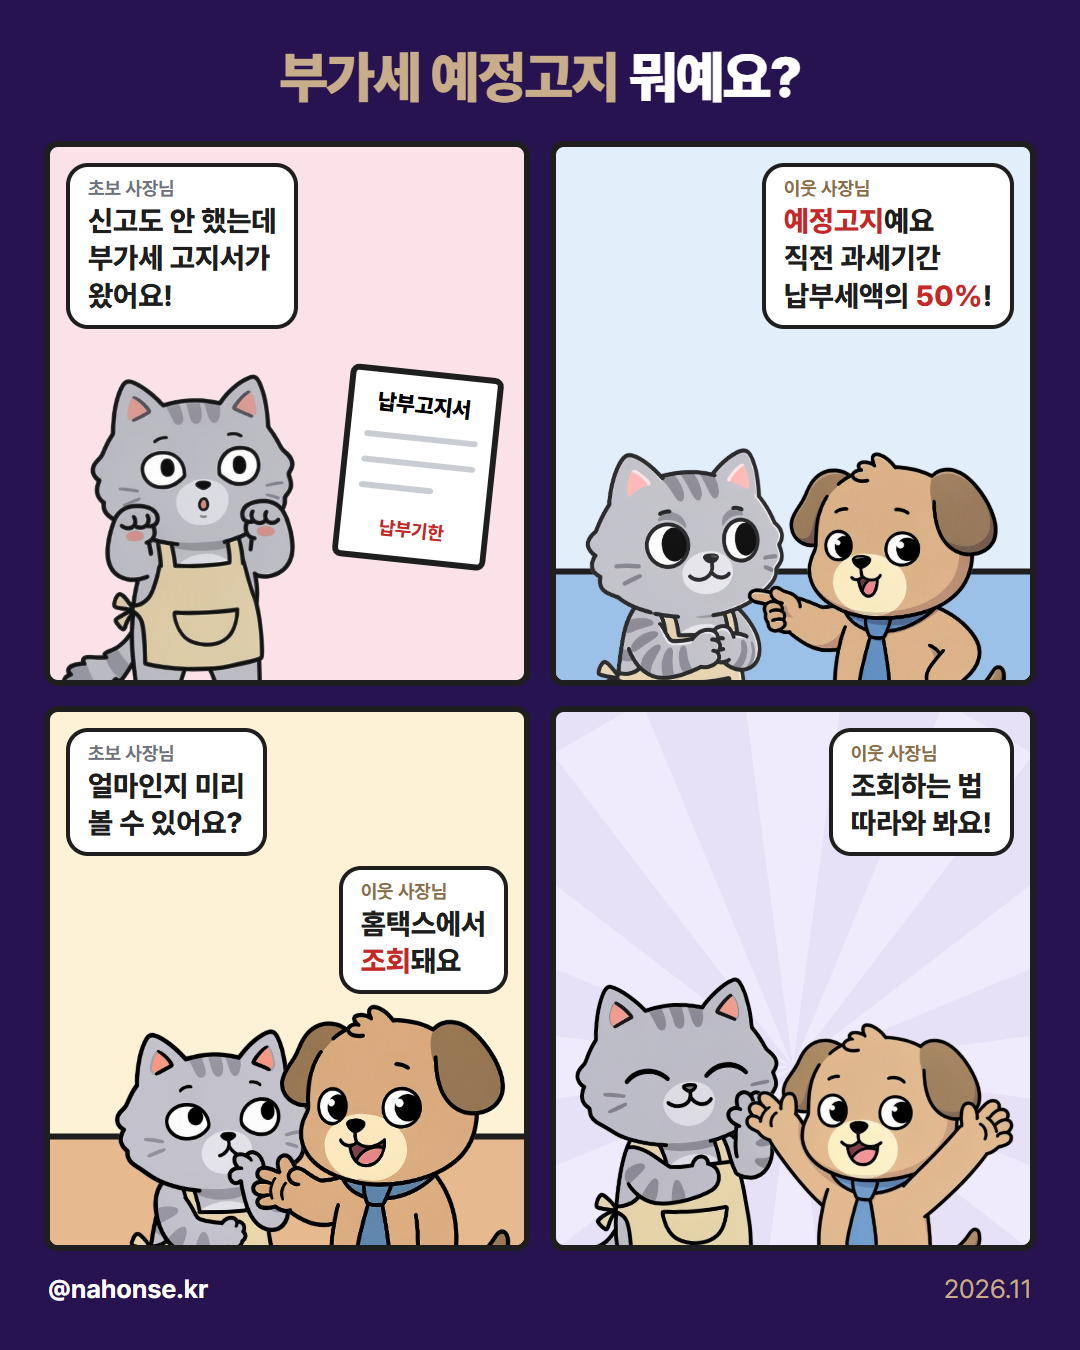 부가세 예정고지 뭐예요?
초보 사장님
신고도 안 했는데
부가세 고지서가
왔어요!
납부고지서
납부기한
이웃 사장님
예정고지예요
직전 과세기간
납부세액의 50%!
초보 사장님
얼마인지 미리
볼 수 있어요?
이웃 사장님
홈택스에서
조회돼요
이웃 사장님
조회하는 법
따라와 봐요!
@nahonse.kr
2026.11